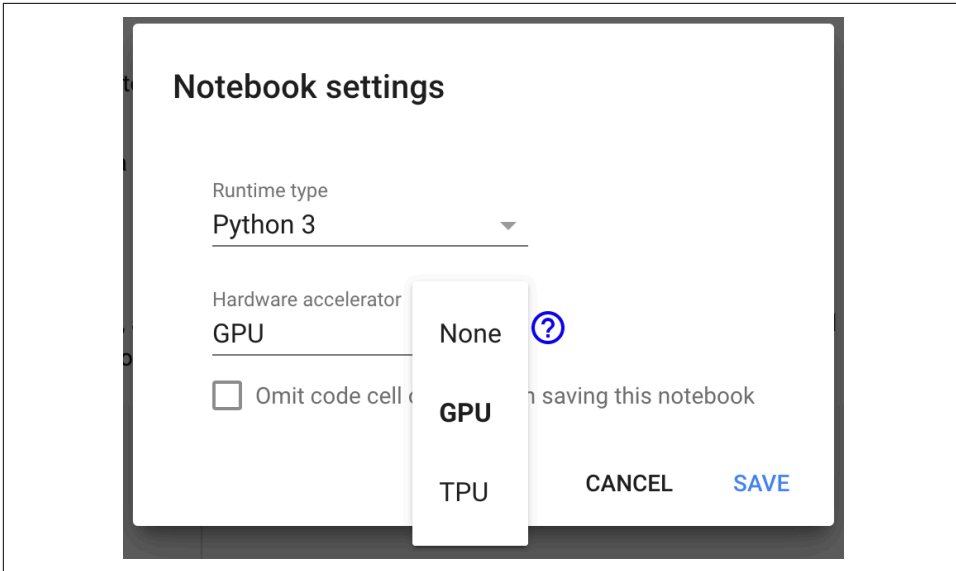 Notebook settings
Runtime type
Python 3
Hardware accelerator
GPU
None
GPU
TPU
Omit code cell saving this notebook
CANCEL
SAVE